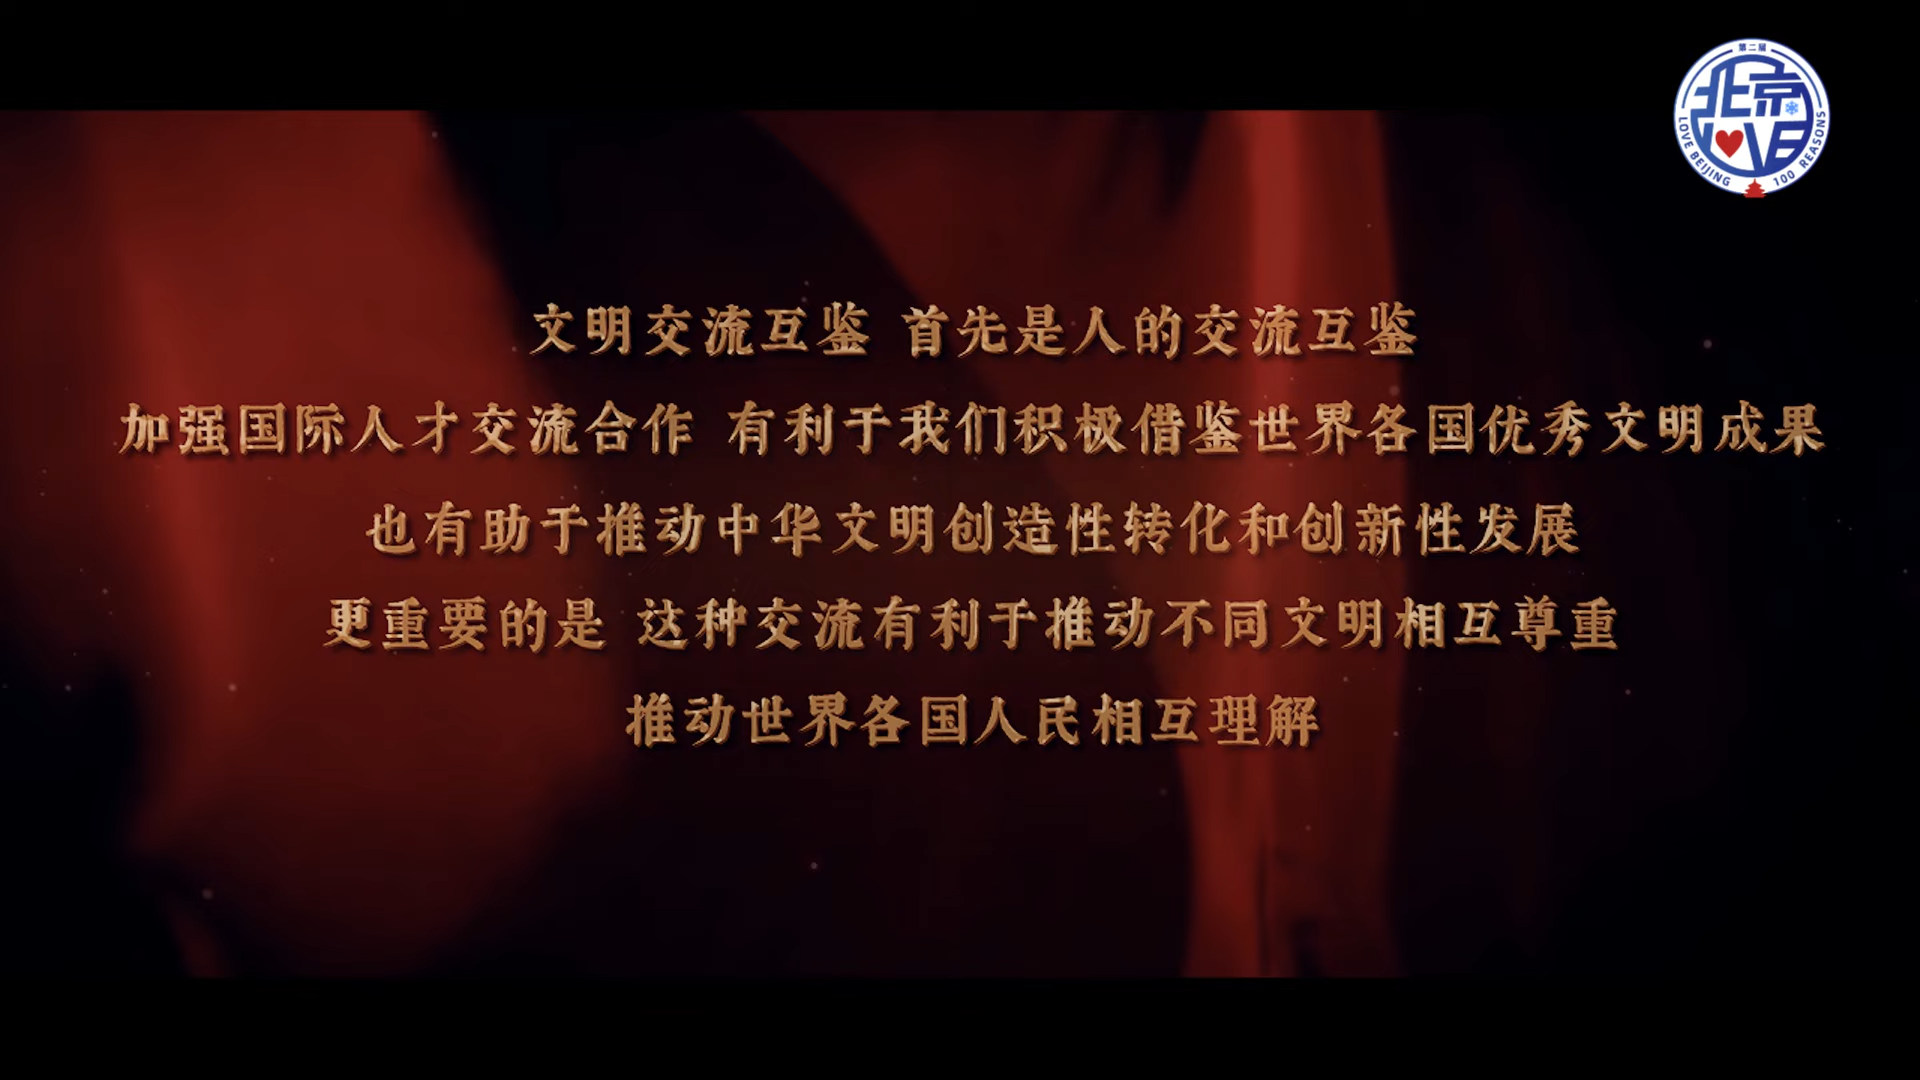 第二届
北京
LOVE
LOVE BEIJING 100 REASONS
文明交流互鉴 首先是人的交流互鉴
加强国际人才交流合作 有利于我们积极借鉴世界各国优秀文明成果
也有助于推动中华文明创造性转化和创新性发展
更重要的是 这种交流有利于推动不同文明相互尊重
推动世界各国人民相互理解